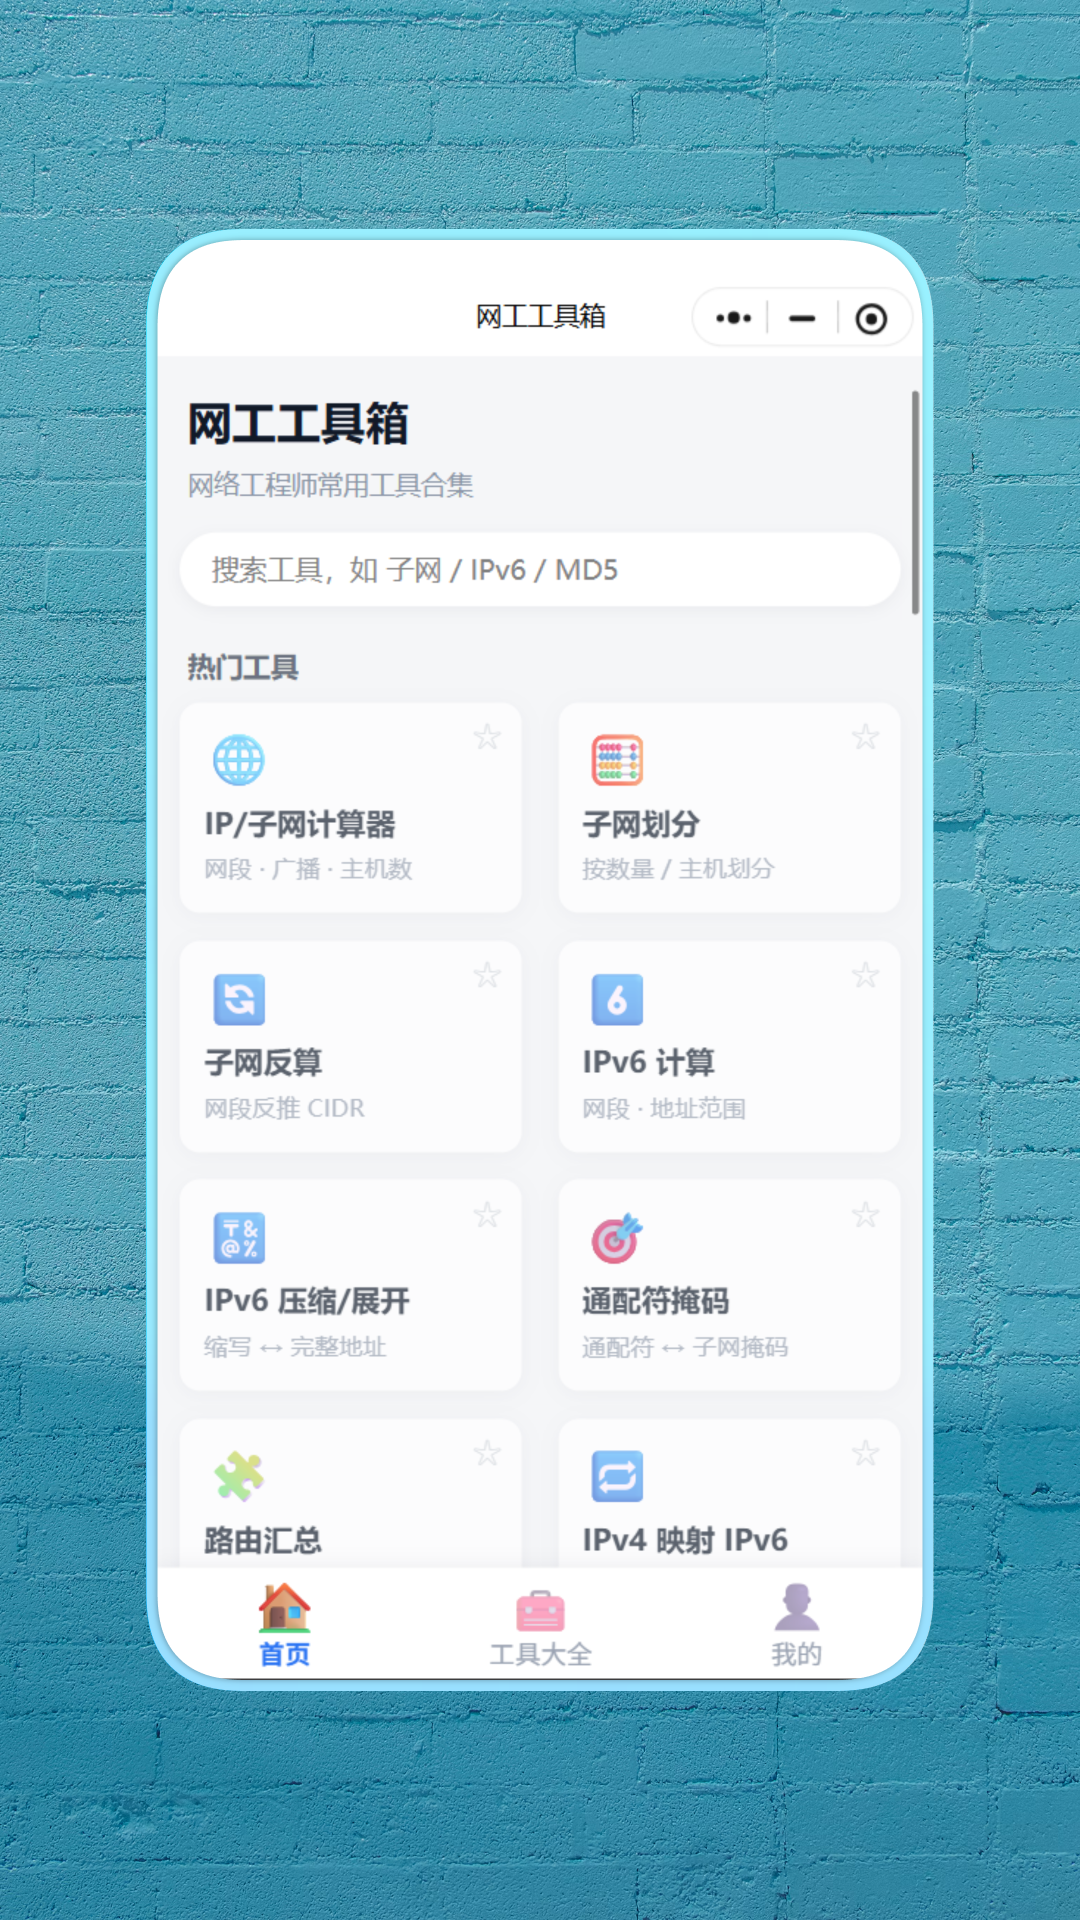 网工工具箱
网工工具箱
网络工程师常用工具合集
搜索工具，如 子网 / IPv6 / MD5
热门工具
IP/子网计算器
网段 · 广播 · 主机数
子网划分
按数量 / 主机划分
子网反算
网段反推 CIDR
IPv6 计算
网段 · 地址范围
IPv6 压缩/展开
缩写 ↔ 完整地址
通配符掩码
通配符 ↔ 子网掩码
路由汇总
IPv4 映射 IPv6
首页
工具大全
我的